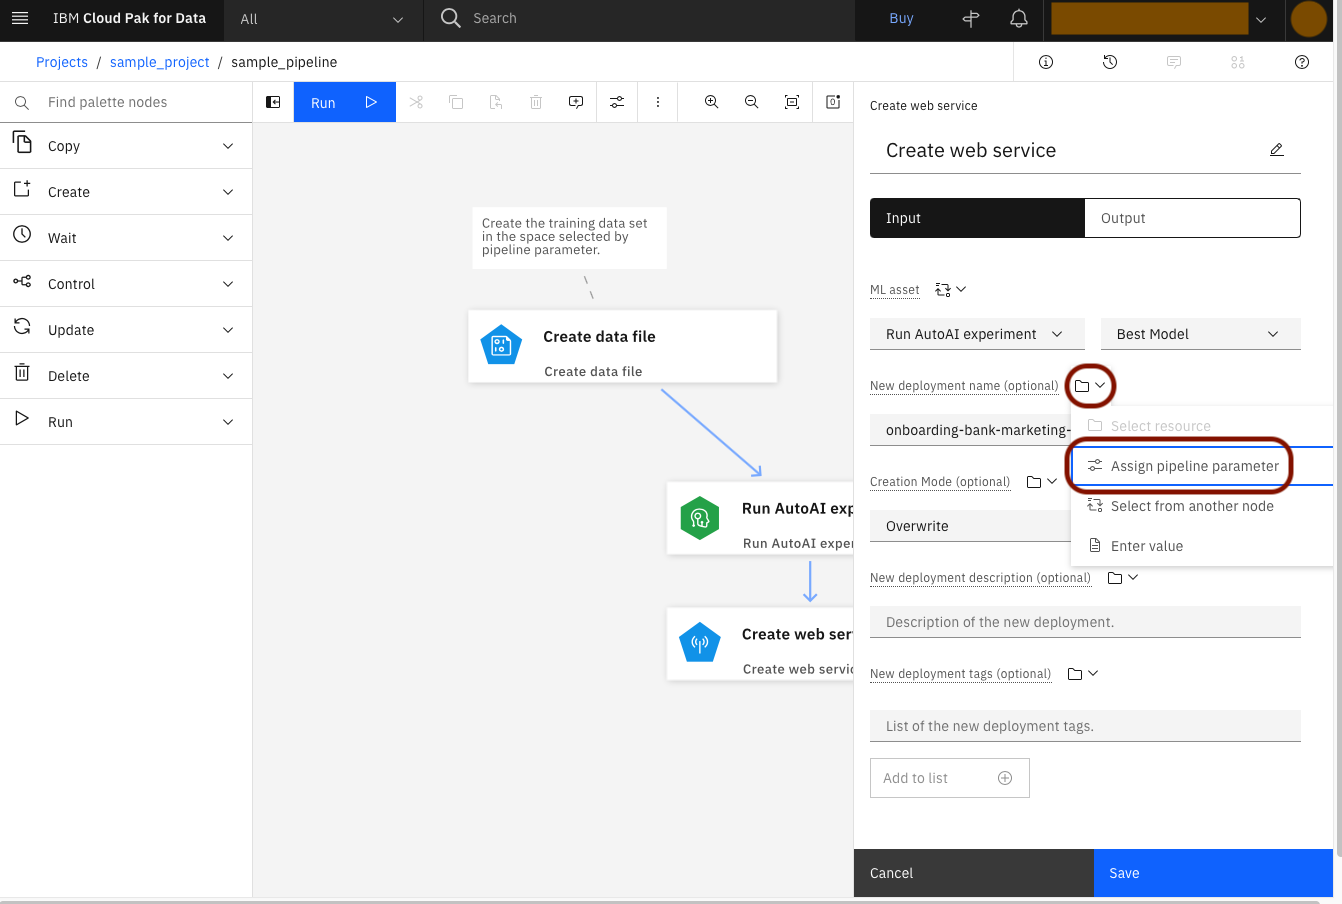 IBM Cloud Pak for Data
All
Search
Buy
Projects / sample_project / sample_pipeline
Find palette nodes
Run
Copy
Create
Wait
Control
Update
Delete
Run
Create the training data set
in the space selected by
pipeline parameter.
Create data file
Create data file
Run AutoAI exp
Run AutoAI exper
Create web ser
Create web servic
Create web service
Create web service
Input
Output
ML asset
Run AutoAI experiment
Best Model
New deployment name (optional)
onboarding-bank-marketing-
Select resource
Assign pipeline parameter
Select from another node
Enter value
Creation Mode (optional)
Overwrite
New deployment description (optional)
Description of the new deployment.
New deployment tags (optional)
List of the new deployment tags.
Add to list
Cancel
Save